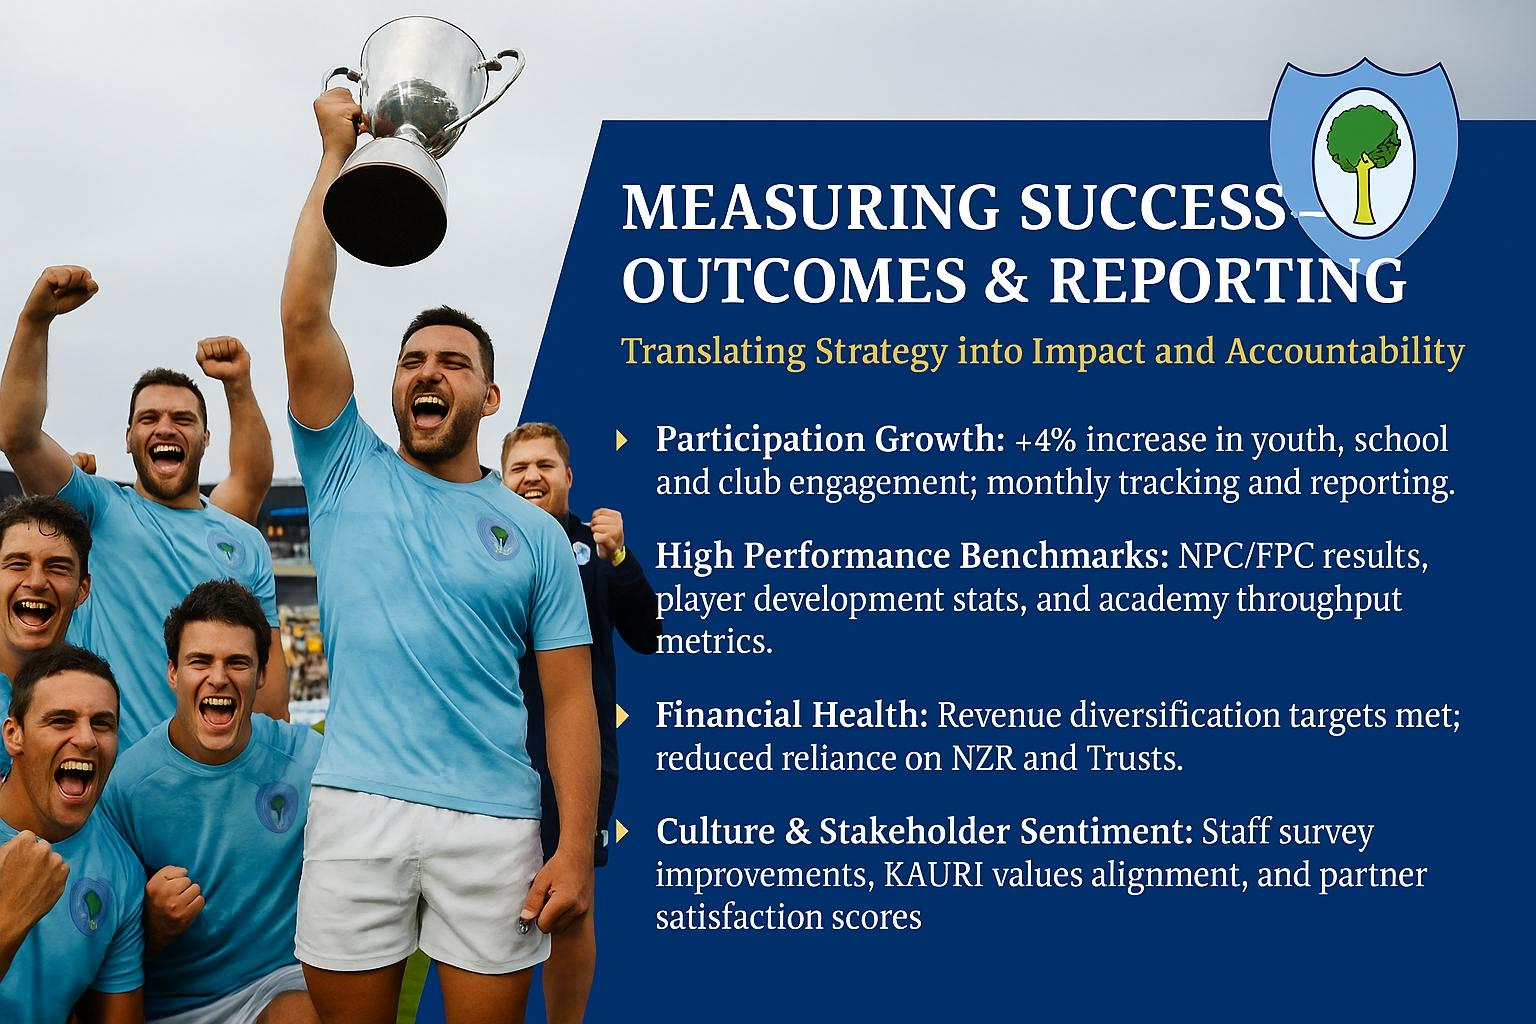 MEASURING SUCCESS –
OUTCOMES & REPORTING
Translating Strategy into Impact and Accountability
Participation Growth: +4% increase in youth, school
and club engagement; monthly tracking and reporting.
High Performance Benchmarks: NPC/FPC results,
player development stats, and academy throughput
metrics.
Financial Health: Revenue diversification targets met;
reduced reliance on NZR and Trusts.
Culture & Stakeholder Sentiment: Staff survey
improvements, KAURI values alignment, and partner
satisfaction scores